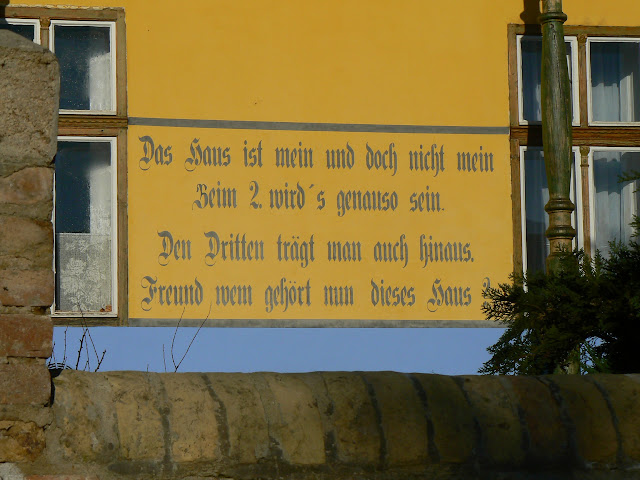 Das Haus ist mein und doch nicht mein
Beim 2. wird´s genauso sein.
Den Dritten trägt man auch hinaus.
Freund wem gehört nun dieses Haus ?